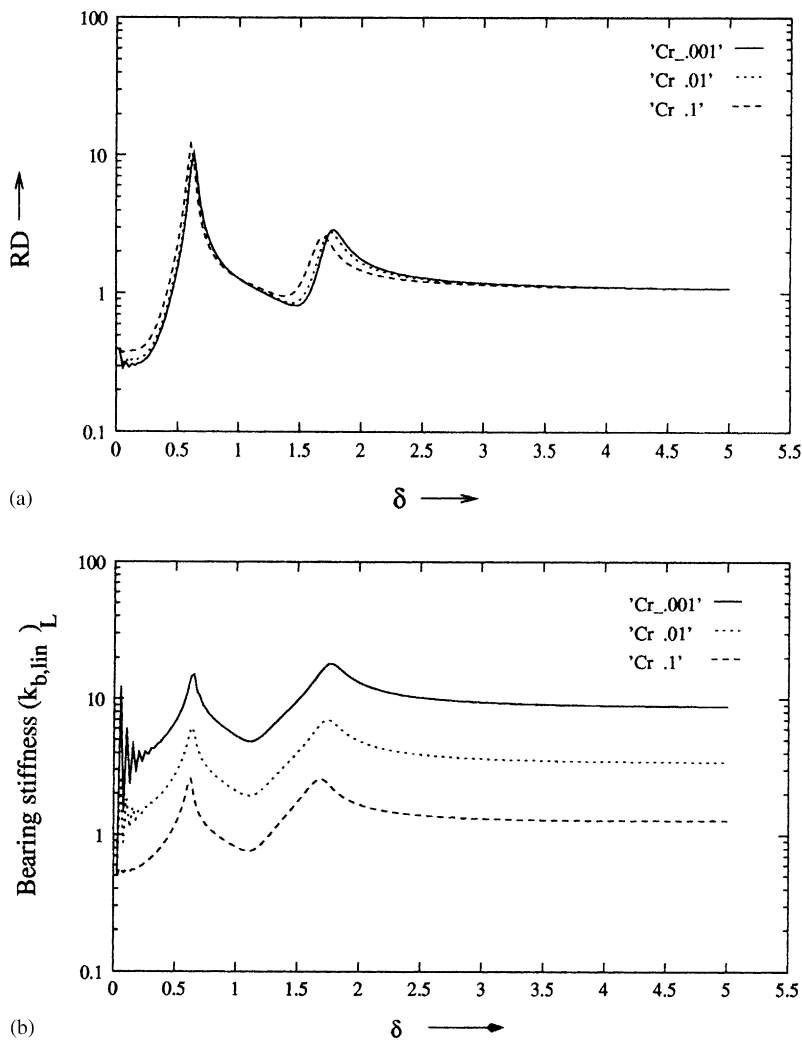 100
'Cr_.001'
'Cr .01'
'Cr .1'
10
RD
1
0.1
0 0.5 1 1.5 2 2.5 3 3.5 4 4.5 5 5.5
(a)
δ
100
'Cr_.001'
'Cr .01'
'Cr .1'
10
Bearing stiffness (k_b,lin)_L
1
0.1
0 0.5 1 1.5 2 2.5 3 3.5 4 4.5 5 5.5
(b)
δ